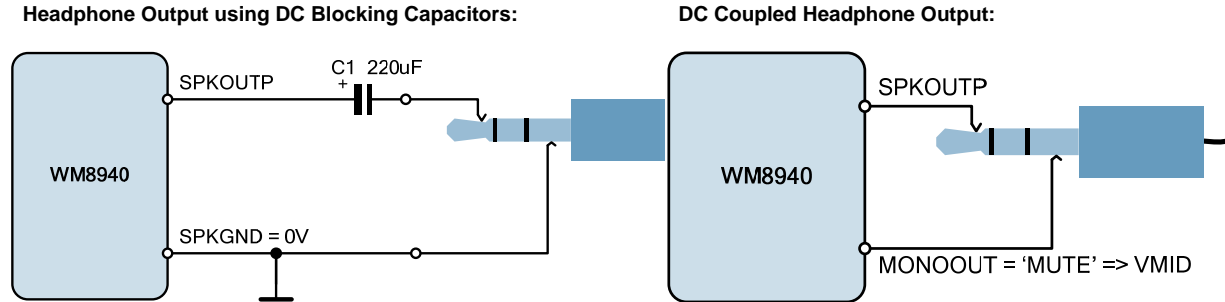 Headphone Output using DC Blocking Capacitors:
SPKOUTP
C1 220uF
+
WM8940
SPKGND = 0V
DC Coupled Headphone Output:
SPKOUTP
WM8940
MONOOUT = 'MUTE' => VMID